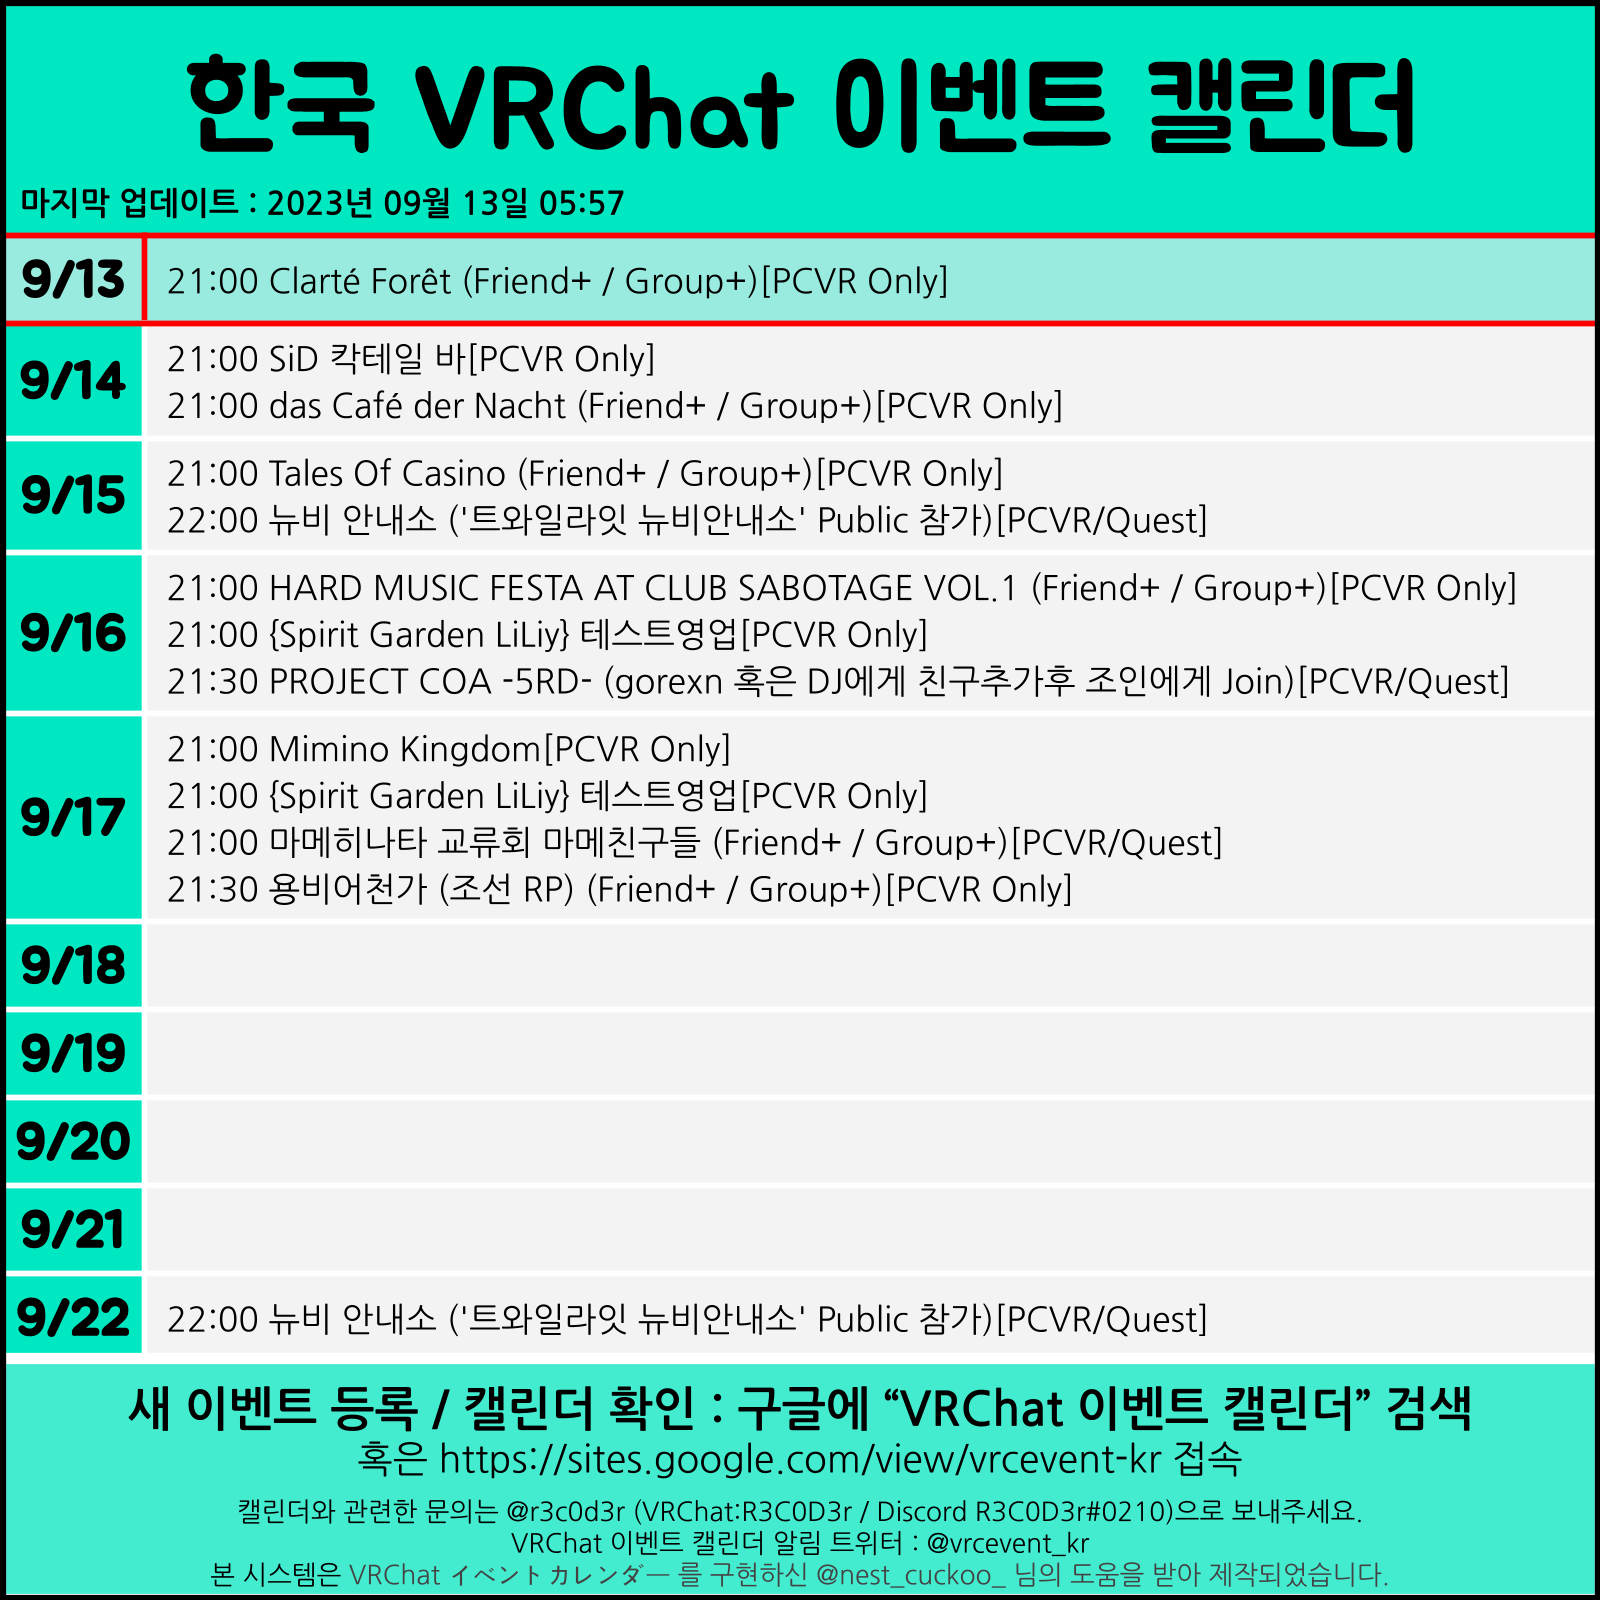 한국 VRChat 이벤트 캘린더
마지막 업데이트 : 2023년 09월 13일 05:57
9/13
21:00 Clarté Forêt (Friend+ / Group+)[PCVR Only]
9/14
21:00 SiD 칵테일 바[PCVR Only]
21:00 das Café der Nacht (Friend+ / Group+)[PCVR Only]
9/15
21:00 Tales Of Casino (Friend+ / Group+)[PCVR Only]
22:00 뉴비 안내소 ('트와일라잇 뉴비안내소' Public 참가)[PCVR/Quest]
9/16
21:00 HARD MUSIC FESTA AT CLUB SABOTAGE VOL.1 (Friend+ / Group+)[PCVR Only]
21:00 {Spirit Garden LiLiy} 테스트영업[PCVR Only]
21:30 PROJECT COA -5RD- (gorexn 혹은 DJ에게 친구추가후 조인에게 Join)[PCVR/Quest]
9/17
21:00 Mimino Kingdom[PCVR Only]
21:00 {Spirit Garden LiLiy} 테스트영업[PCVR Only]
21:00 마메히나타 교류회 마메친구들 (Friend+ / Group+)[PCVR/Quest]
21:30 용비어천가 (조선 RP) (Friend+ / Group+)[PCVR Only]
9/18
9/19
9/20
9/21
9/22
22:00 뉴비 안내소 ('트와일라잇 뉴비안내소' Public 참가)[PCVR/Quest]
새 이벤트 등록 / 캘린더 확인 : 구글에 “VRChat 이벤트 캘린더” 검색
혹은 https://sites.google.com/view/vrcevent-kr 접속
캘린더와 관련한 문의는 @r3c0d3r (VRChat:R3C0D3r / Discord R3C0D3r#0210)으로 보내주세요.
VRChat 이벤트 캘린더 알림 트위터 : @vrcevent_kr
본 시스템은 VRChat イベントカレンダー 를 구현하신 @nest_cuckoo_ 님의 도움을 받아 제작되었습니다.